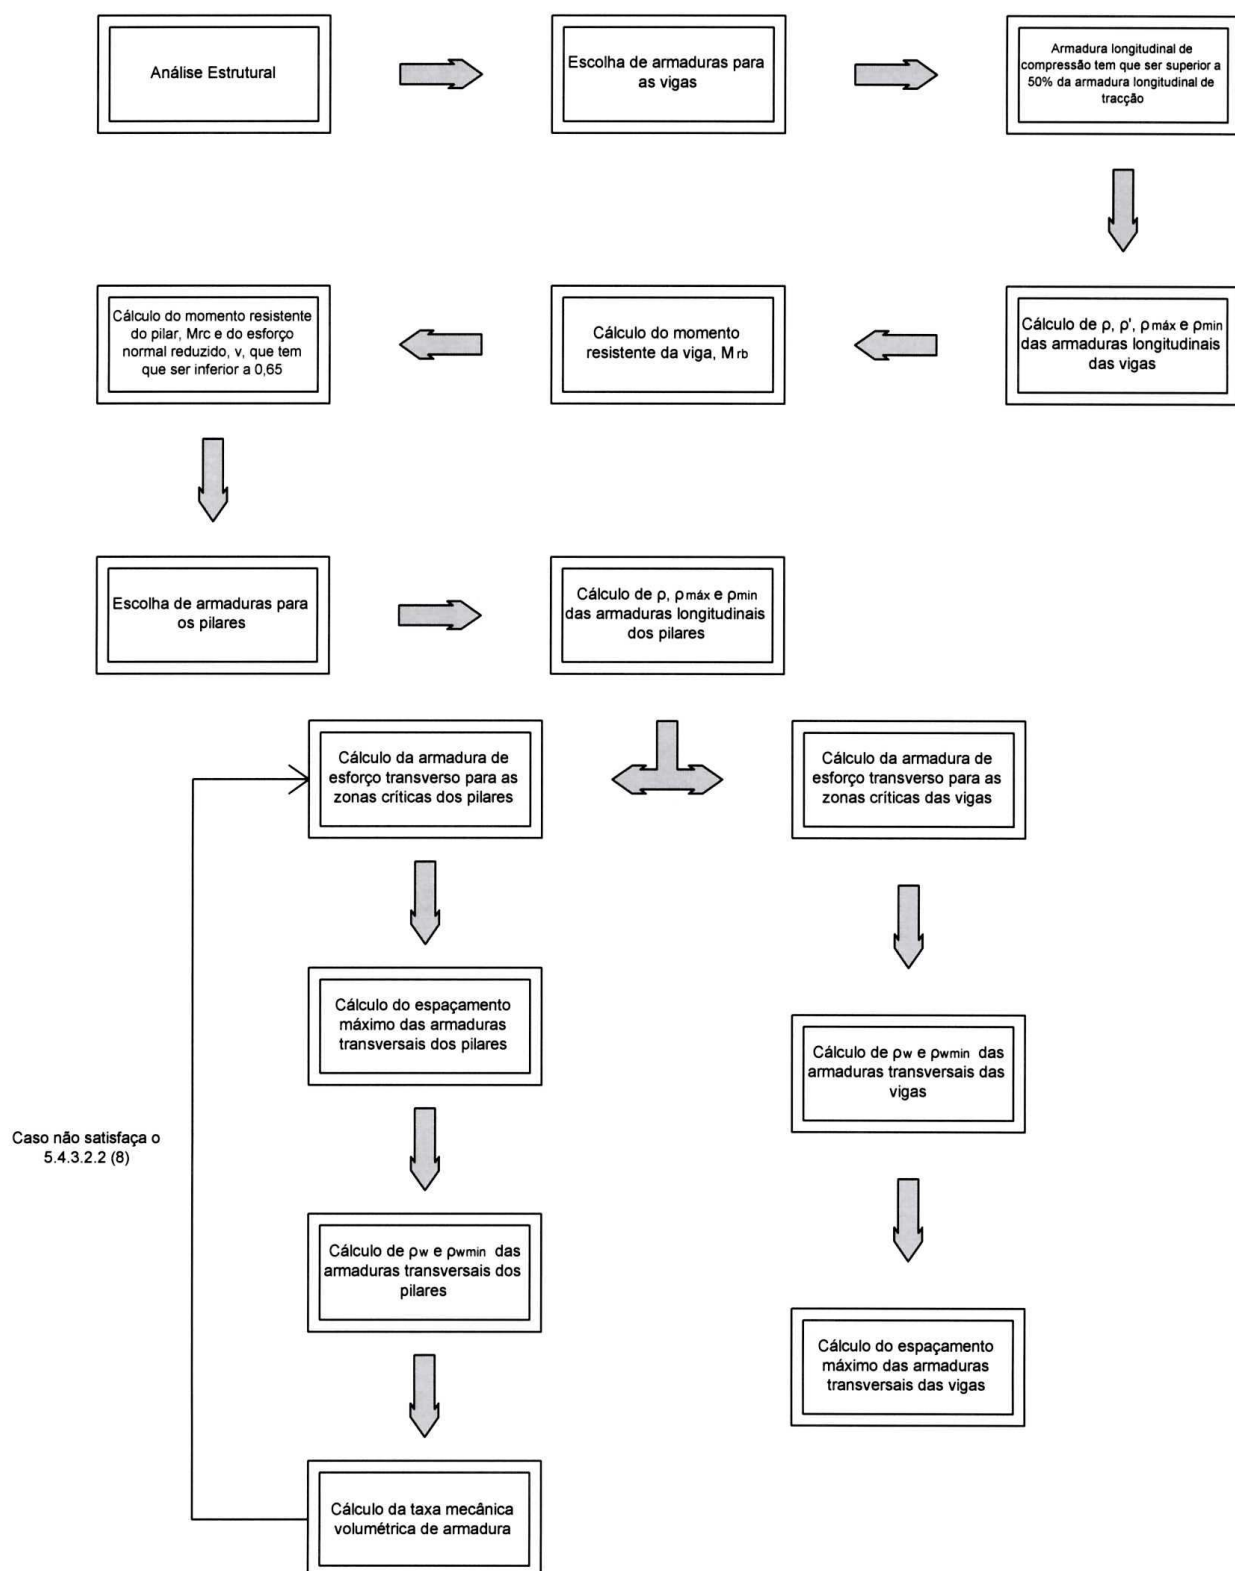 Análise Estrutural
Escolha de armaduras para
as vigas
Armadura longitudinal de
compressão tem que ser superior a
50% da armadura longitudinal de
tracção
Cálculo do momento resistente
do pilar, Mrc e do esforço
normal reduzido, v, que tem
que ser inferior a 0,65
Cálculo do momento
resistente da viga, Mrb
Cálculo de ρ, ρ', ρmáx e ρmin
das armaduras longitudinais
das vigas
Escolha de armaduras para
os pilares
Cálculo de ρ, ρmáx e ρmin
das armaduras longitudinais
dos pilares
Cálculo da armadura de
esforço transverso para as
zonas críticas dos pilares
Cálculo da armadura de
esforço transverso para as
zonas críticas das vigas
Cálculo do espaçamento
máximo das armaduras
transversais dos pilares
Cálculo de ρw e ρwmin das
armaduras transversais das
vigas
Caso não satisfaça o
5.4.3.2.2 (8)
Cálculo de ρw e ρwmin das
armaduras transversais dos
pilares
Cálculo do espaçamento
máximo das armaduras
transversais das vigas
Cálculo da taxa mecânica
volumétrica de armadura